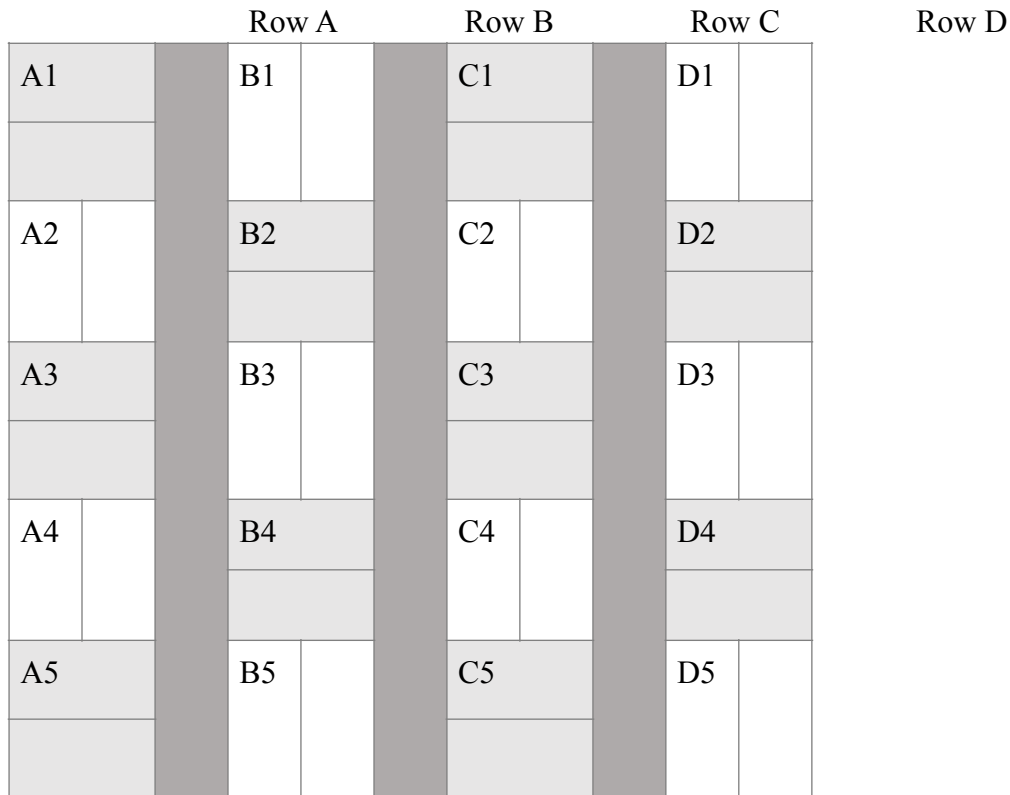 Row A Row B Row C Row D
A1 B1 C1 D1
A2 B2 C2 D2
A3 B3 C3 D3
A4 B4 C4 D4
A5 B5 C5 D5